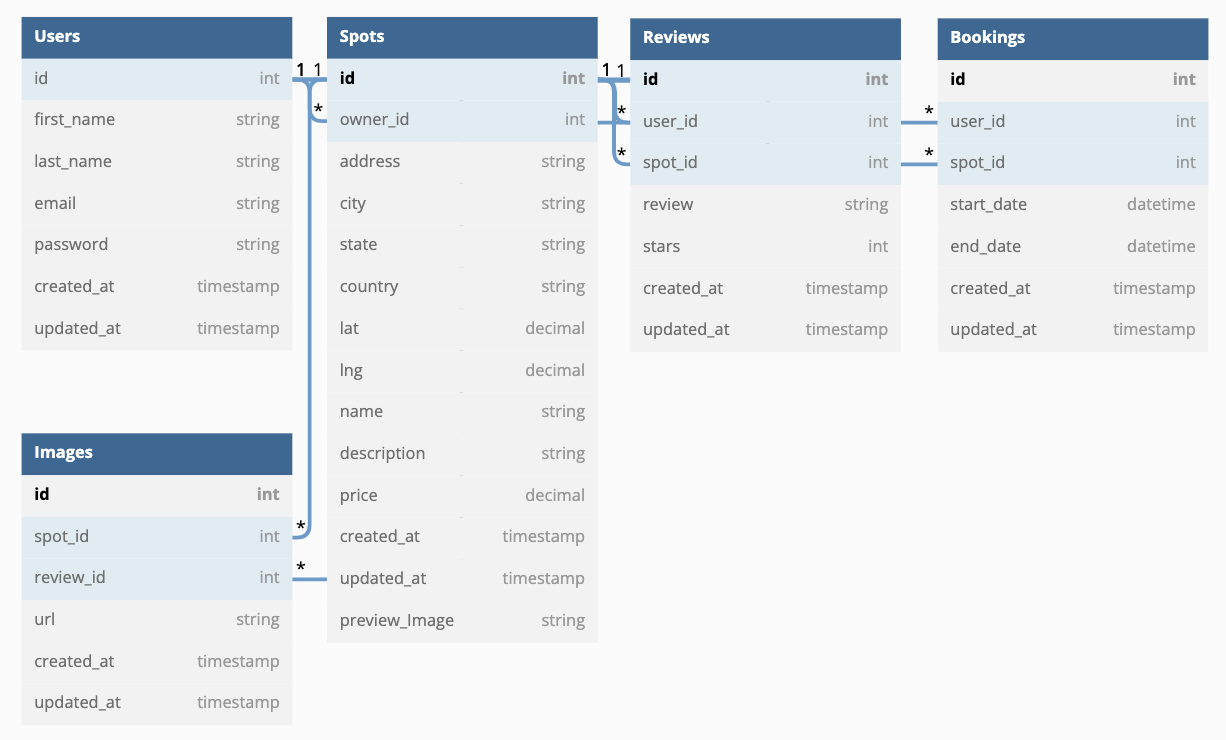 Users
id int
first_name string
last_name string
email string
password string
created_at timestamp
updated_at timestamp
1 1
*
Spots
id int
owner_id int
address string
city string
state string
country string
lat decimal
lng decimal
name string
description string
price decimal
created_at timestamp
updated_at timestamp
preview_Image string
1 1
*
*
Reviews
id int
user_id int
spot_id int
review string
stars int
created_at timestamp
updated_at timestamp
*
*
Bookings
id int
user_id int
spot_id int
start_date datetime
end_date datetime
created_at timestamp
updated_at timestamp
Images
id int
spot_id int
review_id int
url string
created_at timestamp
updated_at timestamp
*
*